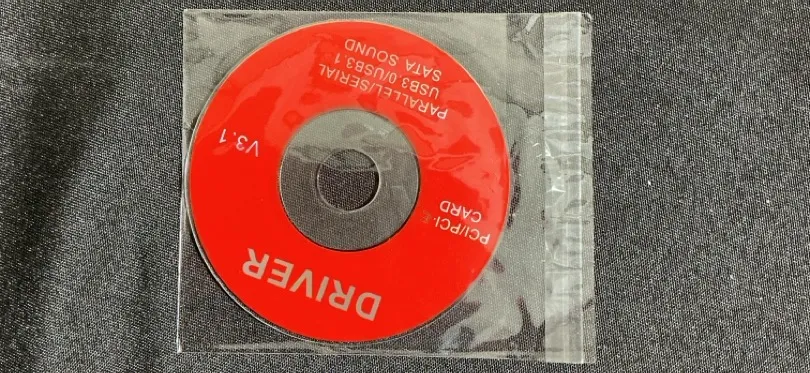 DRIVER
PCI/PCI-E
CARD
V3.1
PARALLEL/SERIAL
USB3.0/USB3.1
SATA SOUND